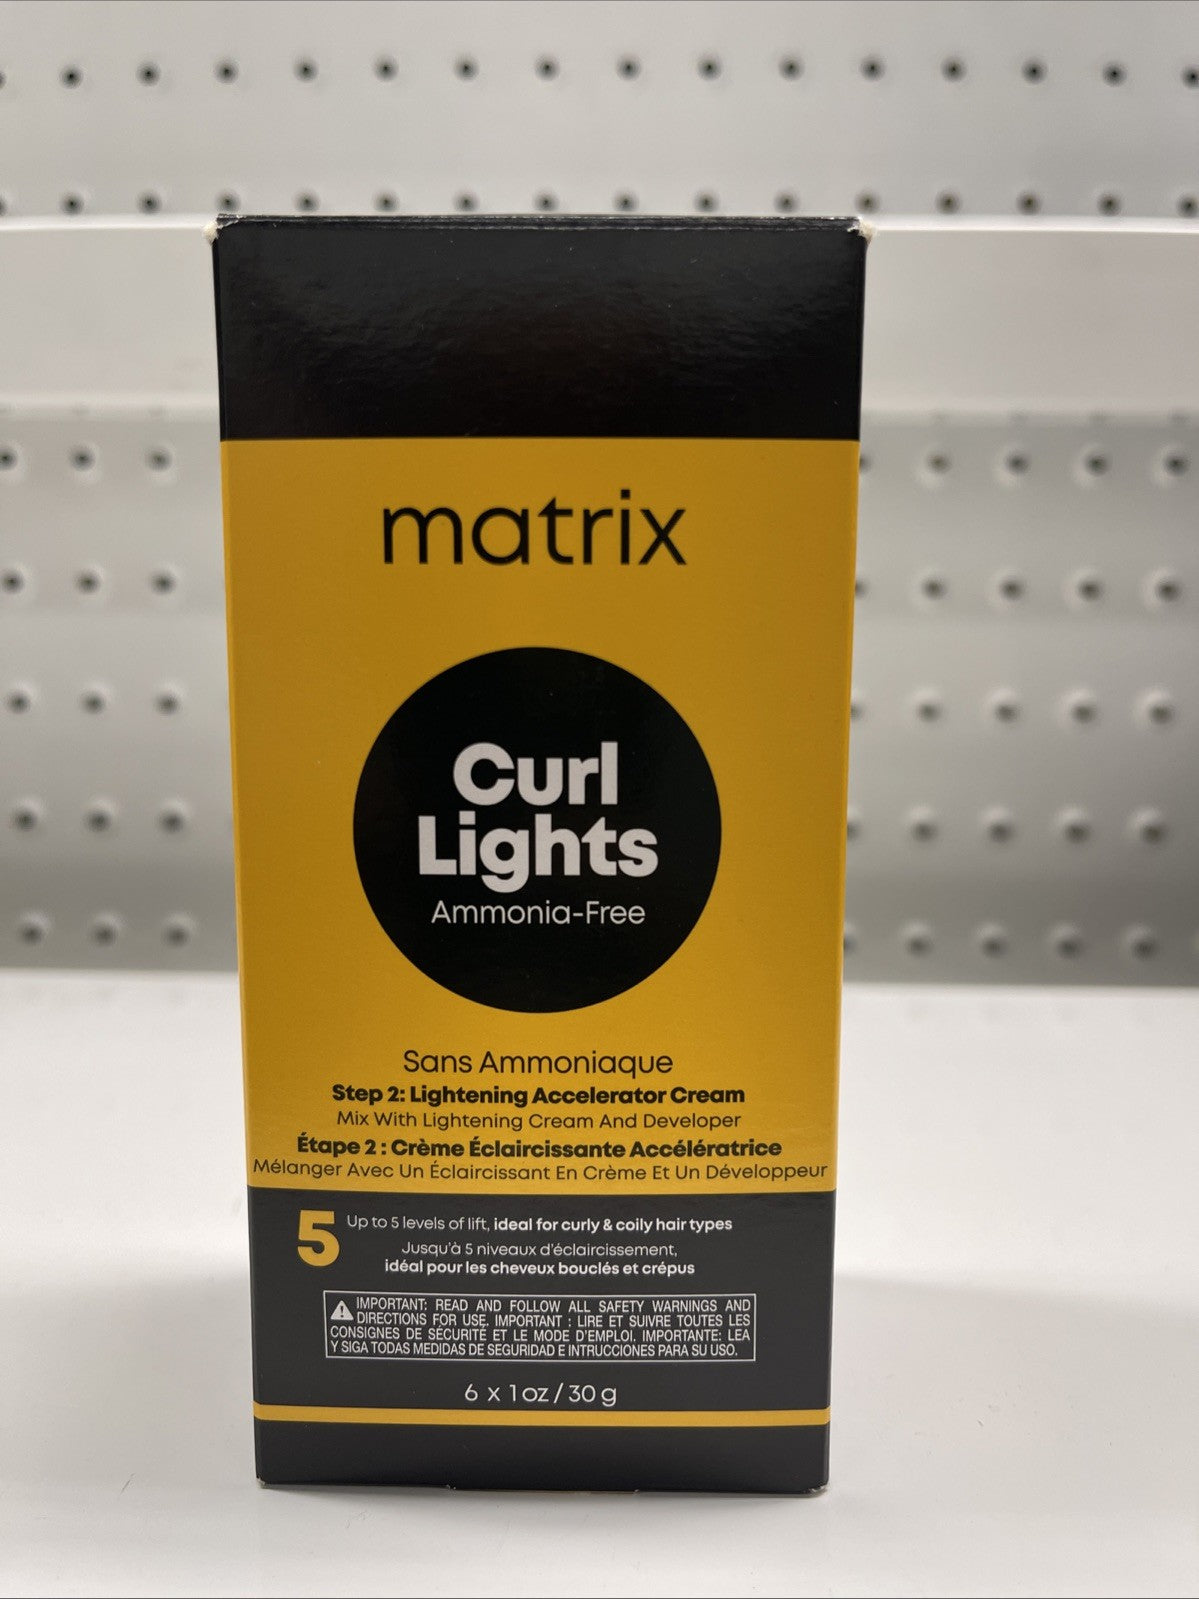 matrix
Curl
Lights
Ammonia-Free
Sans Ammoniaque
Step 2: Lightening Accelerator Cream
Mix With Lightening Cream And Developer
Étape 2 : Crème Éclaircissante Accélératrice
Mélanger Avec Un Éclaircissant En Crème Et Un Développeur
5 Up to 5 levels of lift, ideal for curly & coily hair types
Jusqu'à 5 niveaux d'éclaircissement,
idéal pour les cheveux bouclés et crépus
IMPORTANT: READ AND FOLLOW ALL SAFETY WARNINGS AND
DIRECTIONS FOR USE. IMPORTANT : LIRE ET SUIVRE TOUTES LES
CONSIGNES DE SÉCURITÉ ET LE MODE D'EMPLOI. IMPORTANTE: LEA
Y SIGA TODAS MEDIDAS DE SEGURIDAD E INTRUCCIONES PARA SU USO.
6 x 1 oz / 30 g